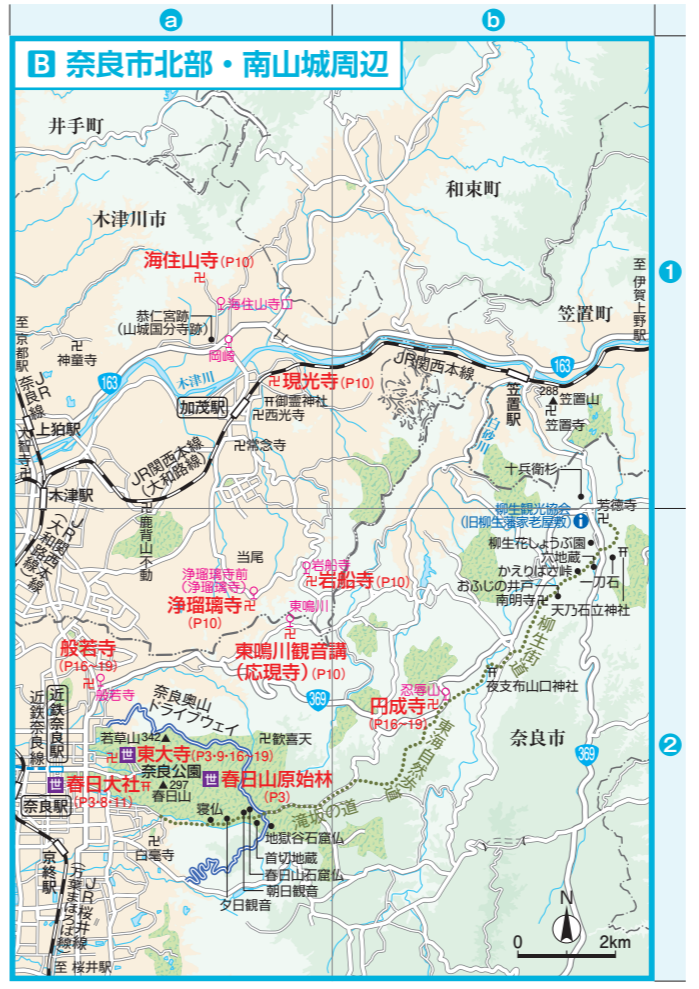 a
b
B 奈良市北部・南山城周辺
井手町
和束町
木津川市
海住山寺(P10)
海住山寺口
恭仁宮跡
(山城国分寺跡)
岡崎
笠置町
至 伊賀上野駅
1
至 京都駅
JR奈良線
神童寺
163
木津川
加茂駅
現光寺(P10)
御霊神社
西光寺
JR関西本線
163
笠置駅
288
笠置山
笠置寺
白砂川
上狛駅
大智寺
JR関西本線
(大和路線)
常念寺
木津駅
十兵衛杉
芳徳寺
柳生観光協会
(旧柳生藩家老屋敷)
i
柳生花しょうぶ園
六地蔵
かえりばさ峠
一刀石
おふじの井戸
南明寺
天乃石立神社
JR関西本線
(大和路線)
鹿背山不動
当尾
浄瑠璃寺前
(浄瑠璃寺)
浄瑠璃寺
(P10)
岩船寺
岩船寺(P10)
東鳴川
東鳴川観音講
(応現寺)(P10)
柳生街道
夜支布山口神社
般若寺
(P16~19)
般若寺
369
忍辱山
円成寺
(P16~19)
東海自然歩道
奈良市
369
2
近鉄奈良線
近鉄奈良駅
奈良奥山
ドライブウェイ
若草山342
歓喜天
世 東大寺(P3・9・16~19)
奈良公園
世 春日大社
(P3・8・11)
297
春日山
世 春日山原始林
(P3)
奈良駅
寝仏
滝坂の道
地獄谷石窟仏
首切地蔵
春日山石窟仏
朝日観音
夕日観音
白毫寺
京終駅
JR桜井線
(万葉まほろば線)
至 桜井駅
N
0
2km